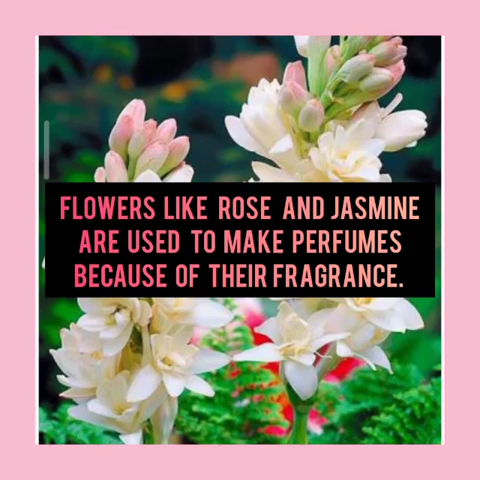 FLOWERS LIKE ROSE AND JASMINE
ARE USED TO MAKE PERFUMES
BECAUSE OF THEIR FRAGRANCE.